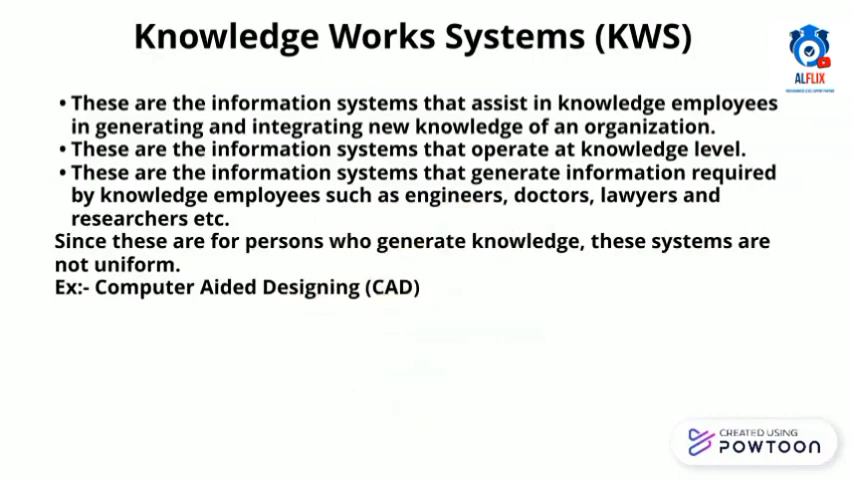 Knowledge Works Systems (KWS)
ALFLIX
• These are the information systems that assist in knowledge employees
in generating and integrating new knowledge of an organization.
• These are the information systems that operate at knowledge level.
• These are the information systems that generate information required
by knowledge employees such as engineers, doctors, lawyers and
researchers etc.
Since these are for persons who generate knowledge, these systems are
not uniform.
Ex:- Computer Aided Designing (CAD)
CREATED USING
POWTOON